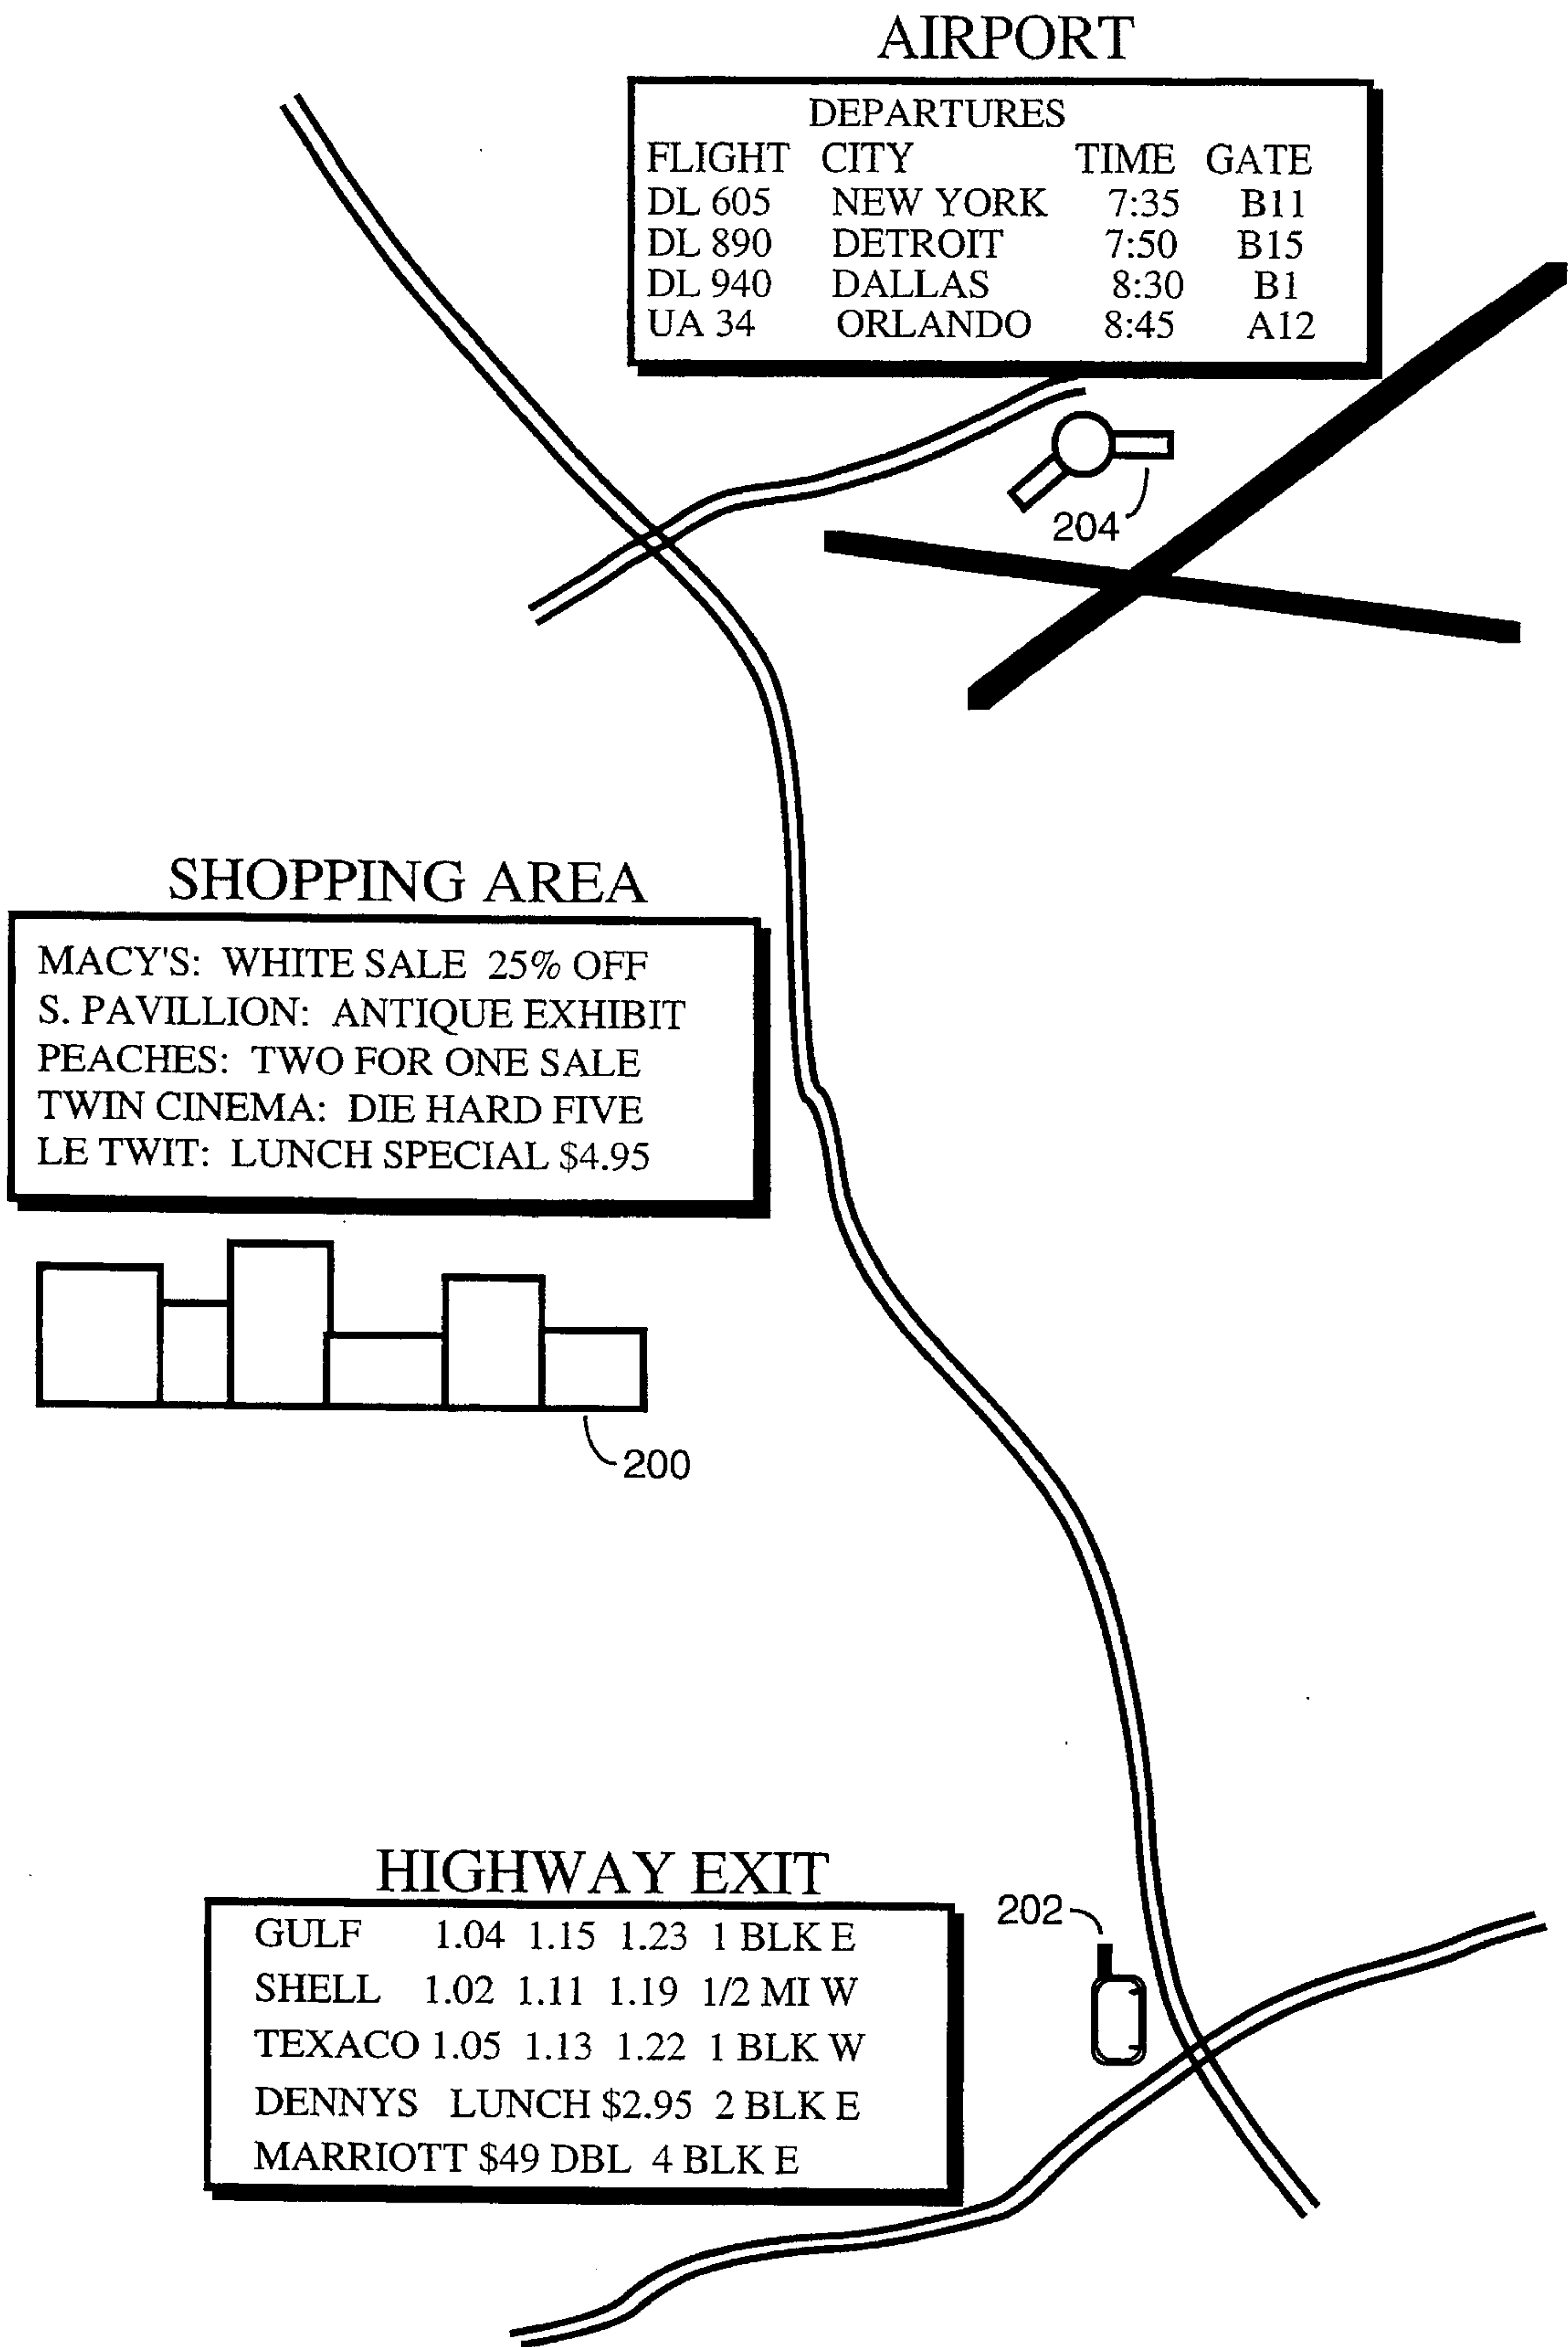 AIRPORT
DEPARTURES
FLIGHT CITY TIME GATE
DL 605 NEW YORK 7:35 B11
DL 890 DETROIT 7:50 B15
DL 940 DALLAS 8:30 B1
UA 34 ORLANDO 8:45 A12
204
SHOPPING AREA
MACY'S: WHITE SALE 25% OFF
S. PAVILLION: ANTIQUE EXHIBIT
PEACHES: TWO FOR ONE SALE
TWIN CINEMA: DIE HARD FIVE
LE TWIT: LUNCH SPECIAL $4.95
200
HIGHWAY EXIT
GULF 1.04 1.15 1.23 1 BLK E
SHELL 1.02 1.11 1.19 1/2 MI W
TEXACO 1.05 1.13 1.22 1 BLK W
DENNYS LUNCH $2.95 2 BLK E
MARRIOTT $49 DBL 4 BLK E
202